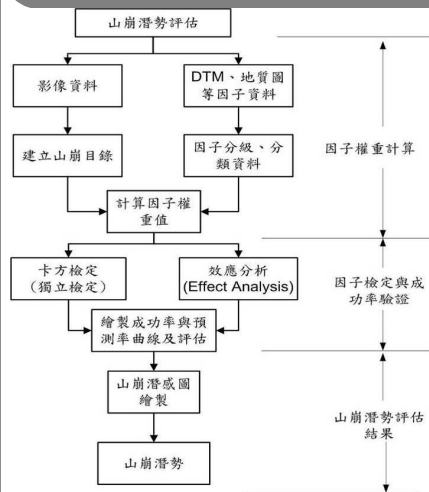 山崩潛勢評估
影像資料
DTM、地質圖
等因子資料
建立山崩目錄
因子分級、分
類資料
因子權重計算
計算因子權
重值
卡方檢定
(獨立檢定)
效應分析
(Effect Analysis)
因子檢定與成
功率驗證
繪製成功率與預
測率曲線及評估
山崩潛感圖
繪製
山崩潛勢評估
結果
山崩潛勢